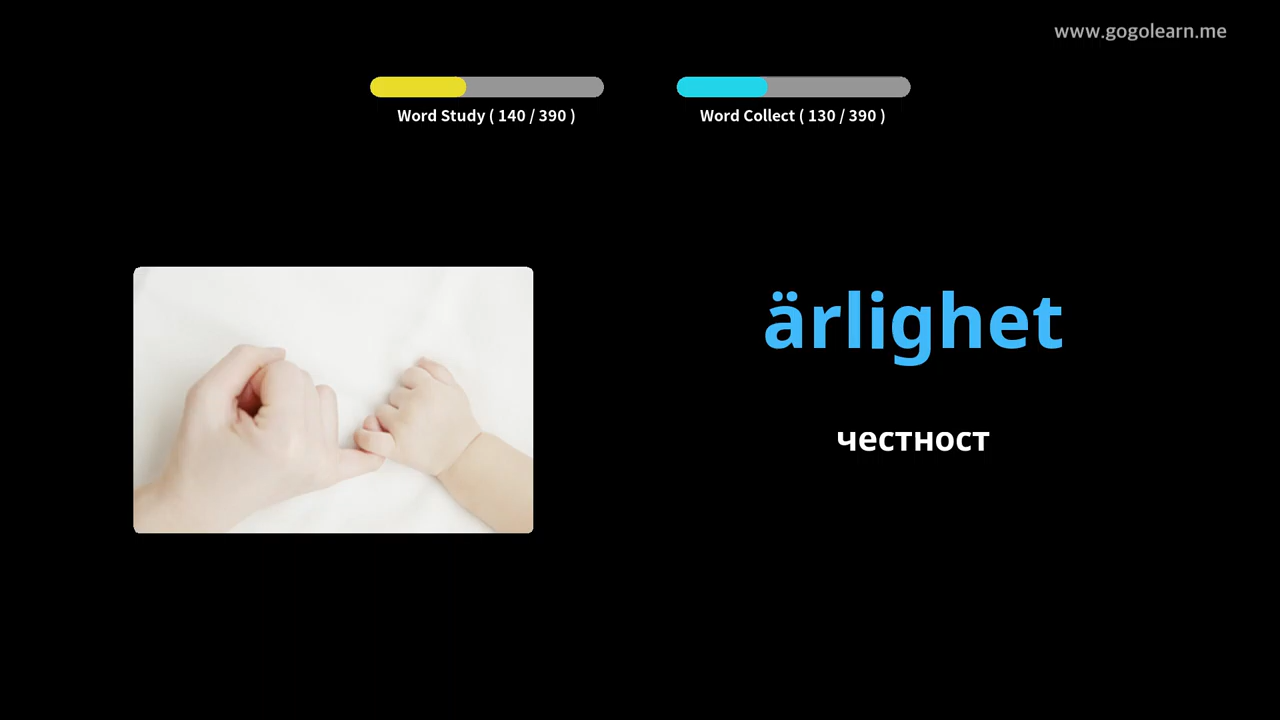 www.gogolearn.me
Word Study ( 140 / 390 )
Word Collect ( 130 / 390 )
ärlighet
честност